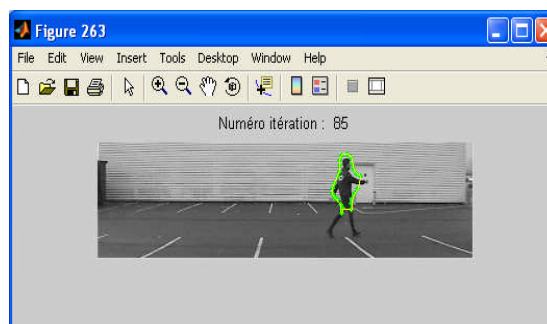 Figure 263
File Edit View Insert Tools Desktop Window Help
Numéro itération : 85